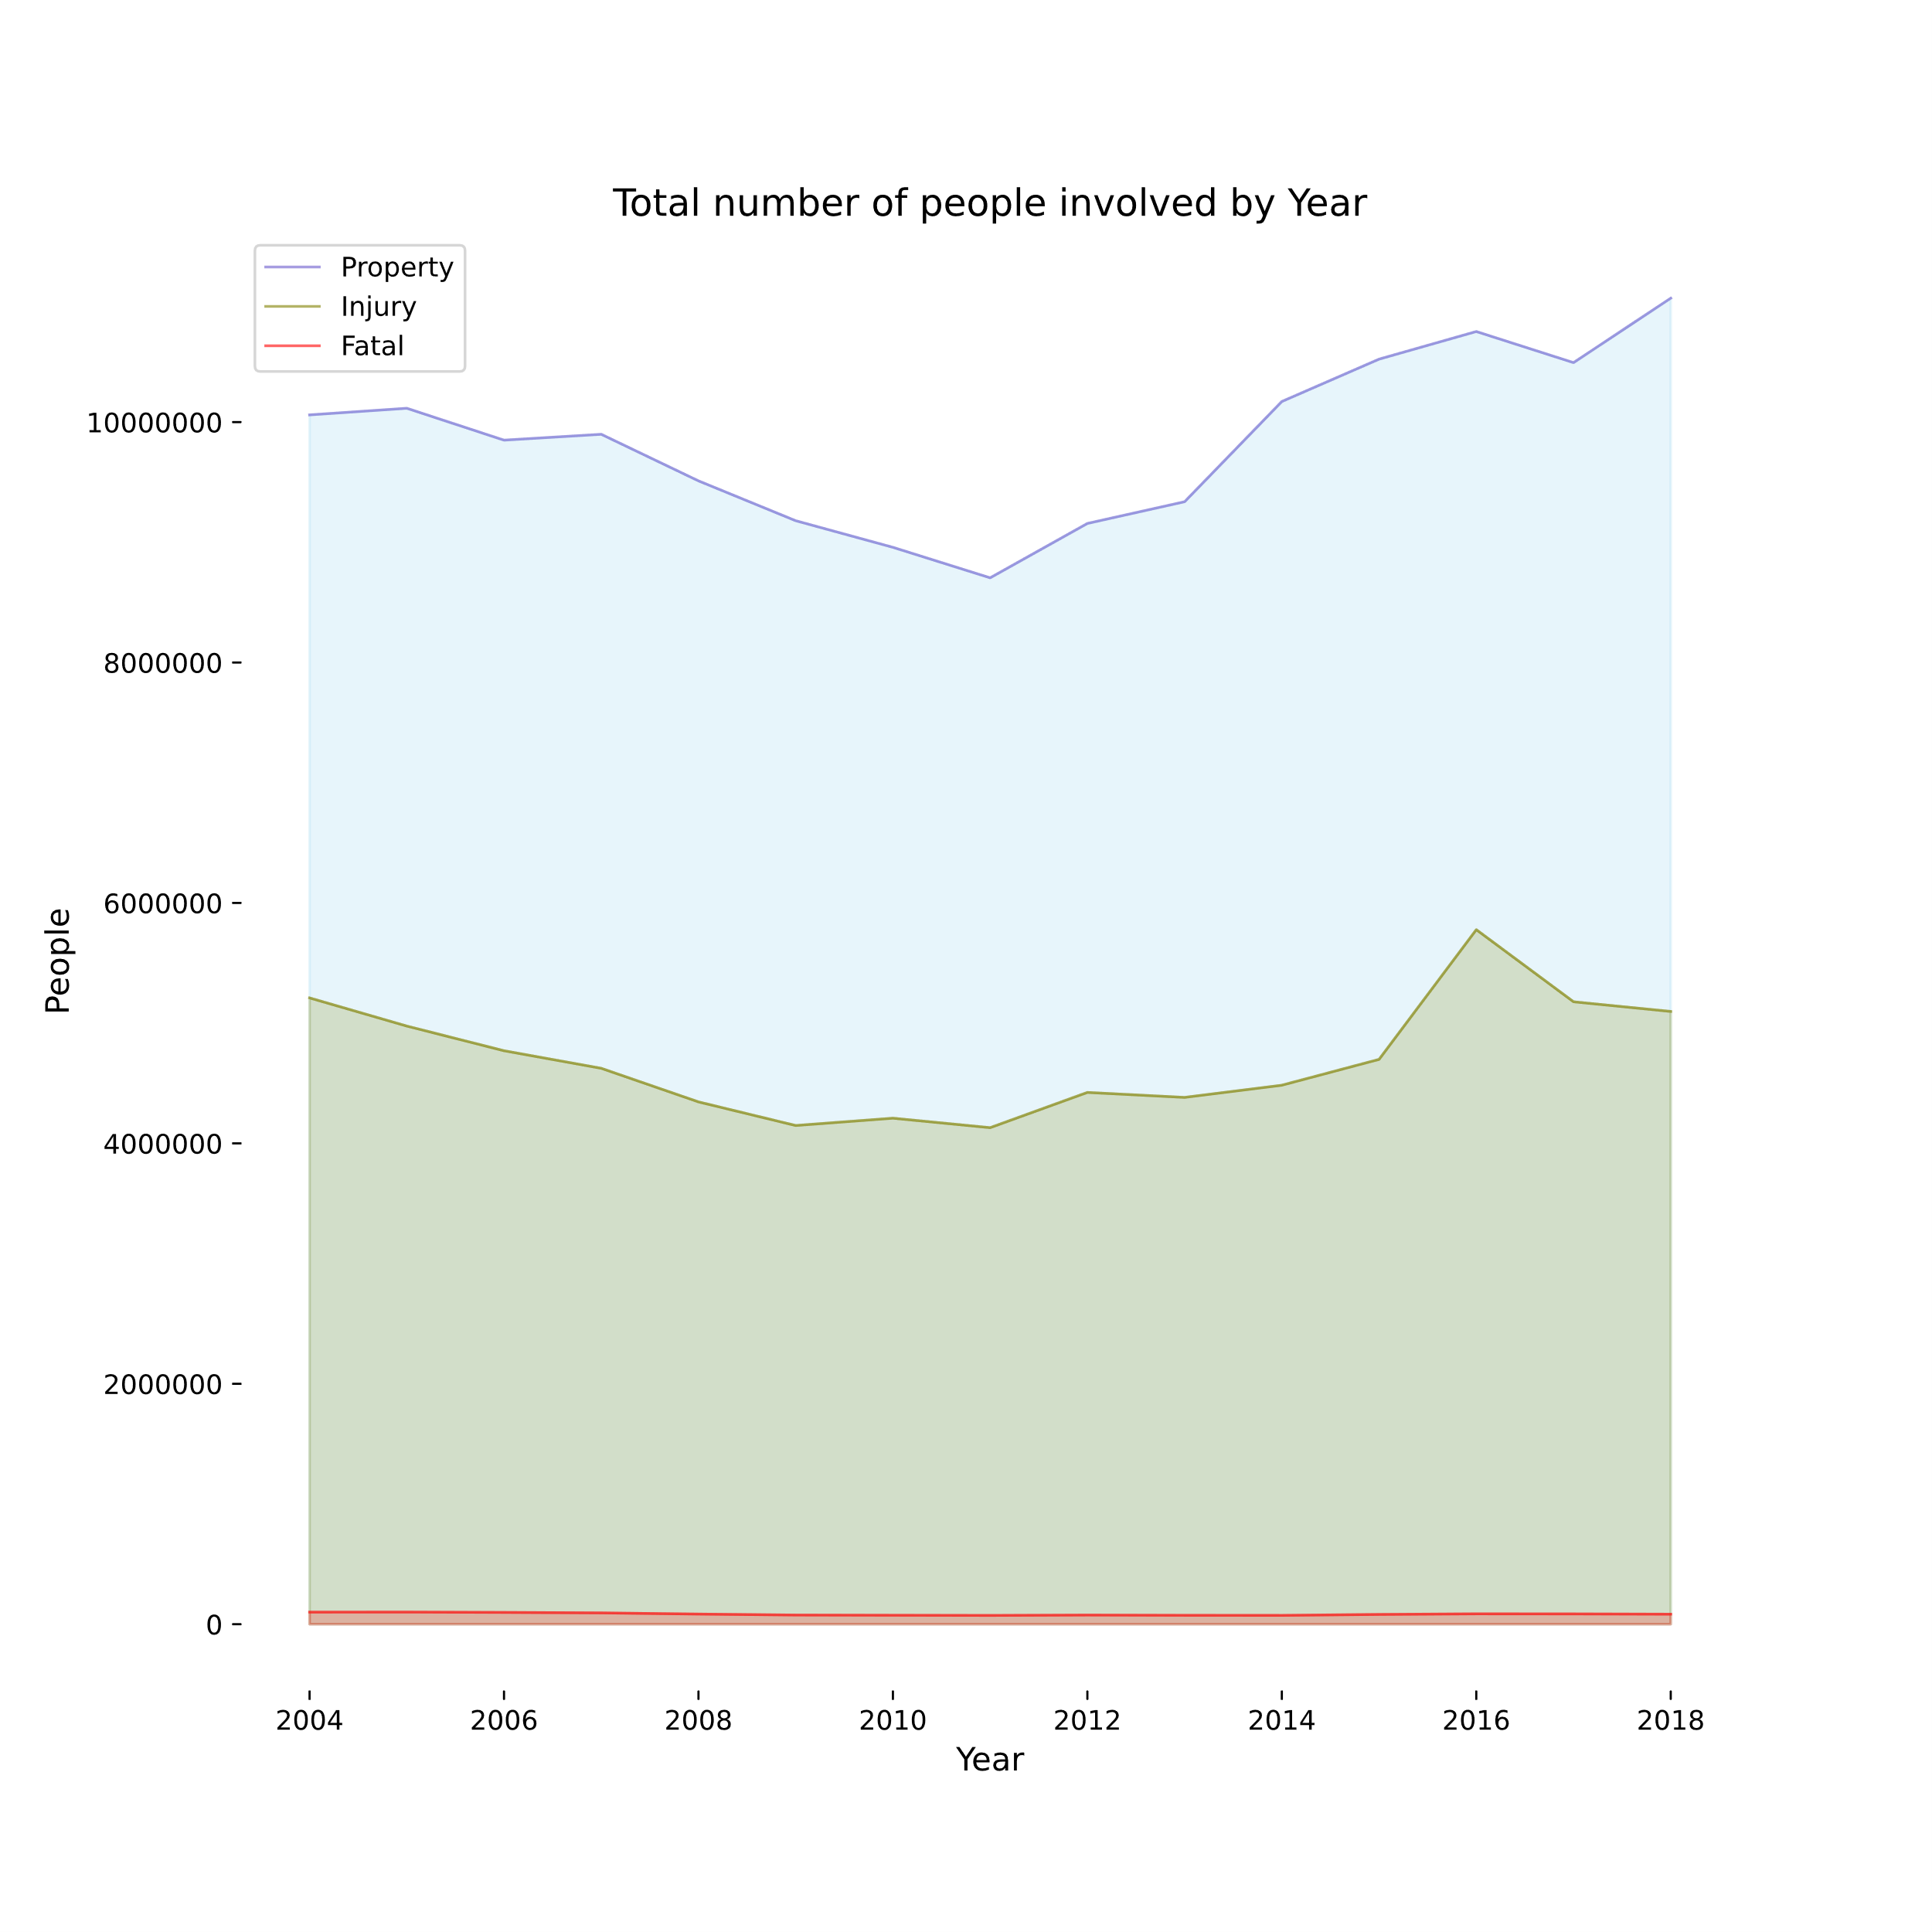 Total number of people involved by Year
Property
Injury
Fatal
10000000
8000000
6000000
4000000
2000000
0
People
2004 2006 2008 2010 2012 2014 2016 2018
Year